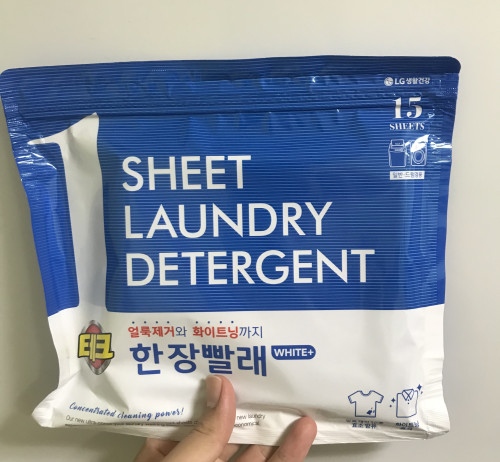 LG생활건강
15
SHEETS
일반·드럼겸용
1 SHEET
LAUNDRY
DETERGENT
얼룩제거와 화이트닝까지
테크
한장빨래 WHITE+
Concentrated cleaning power!